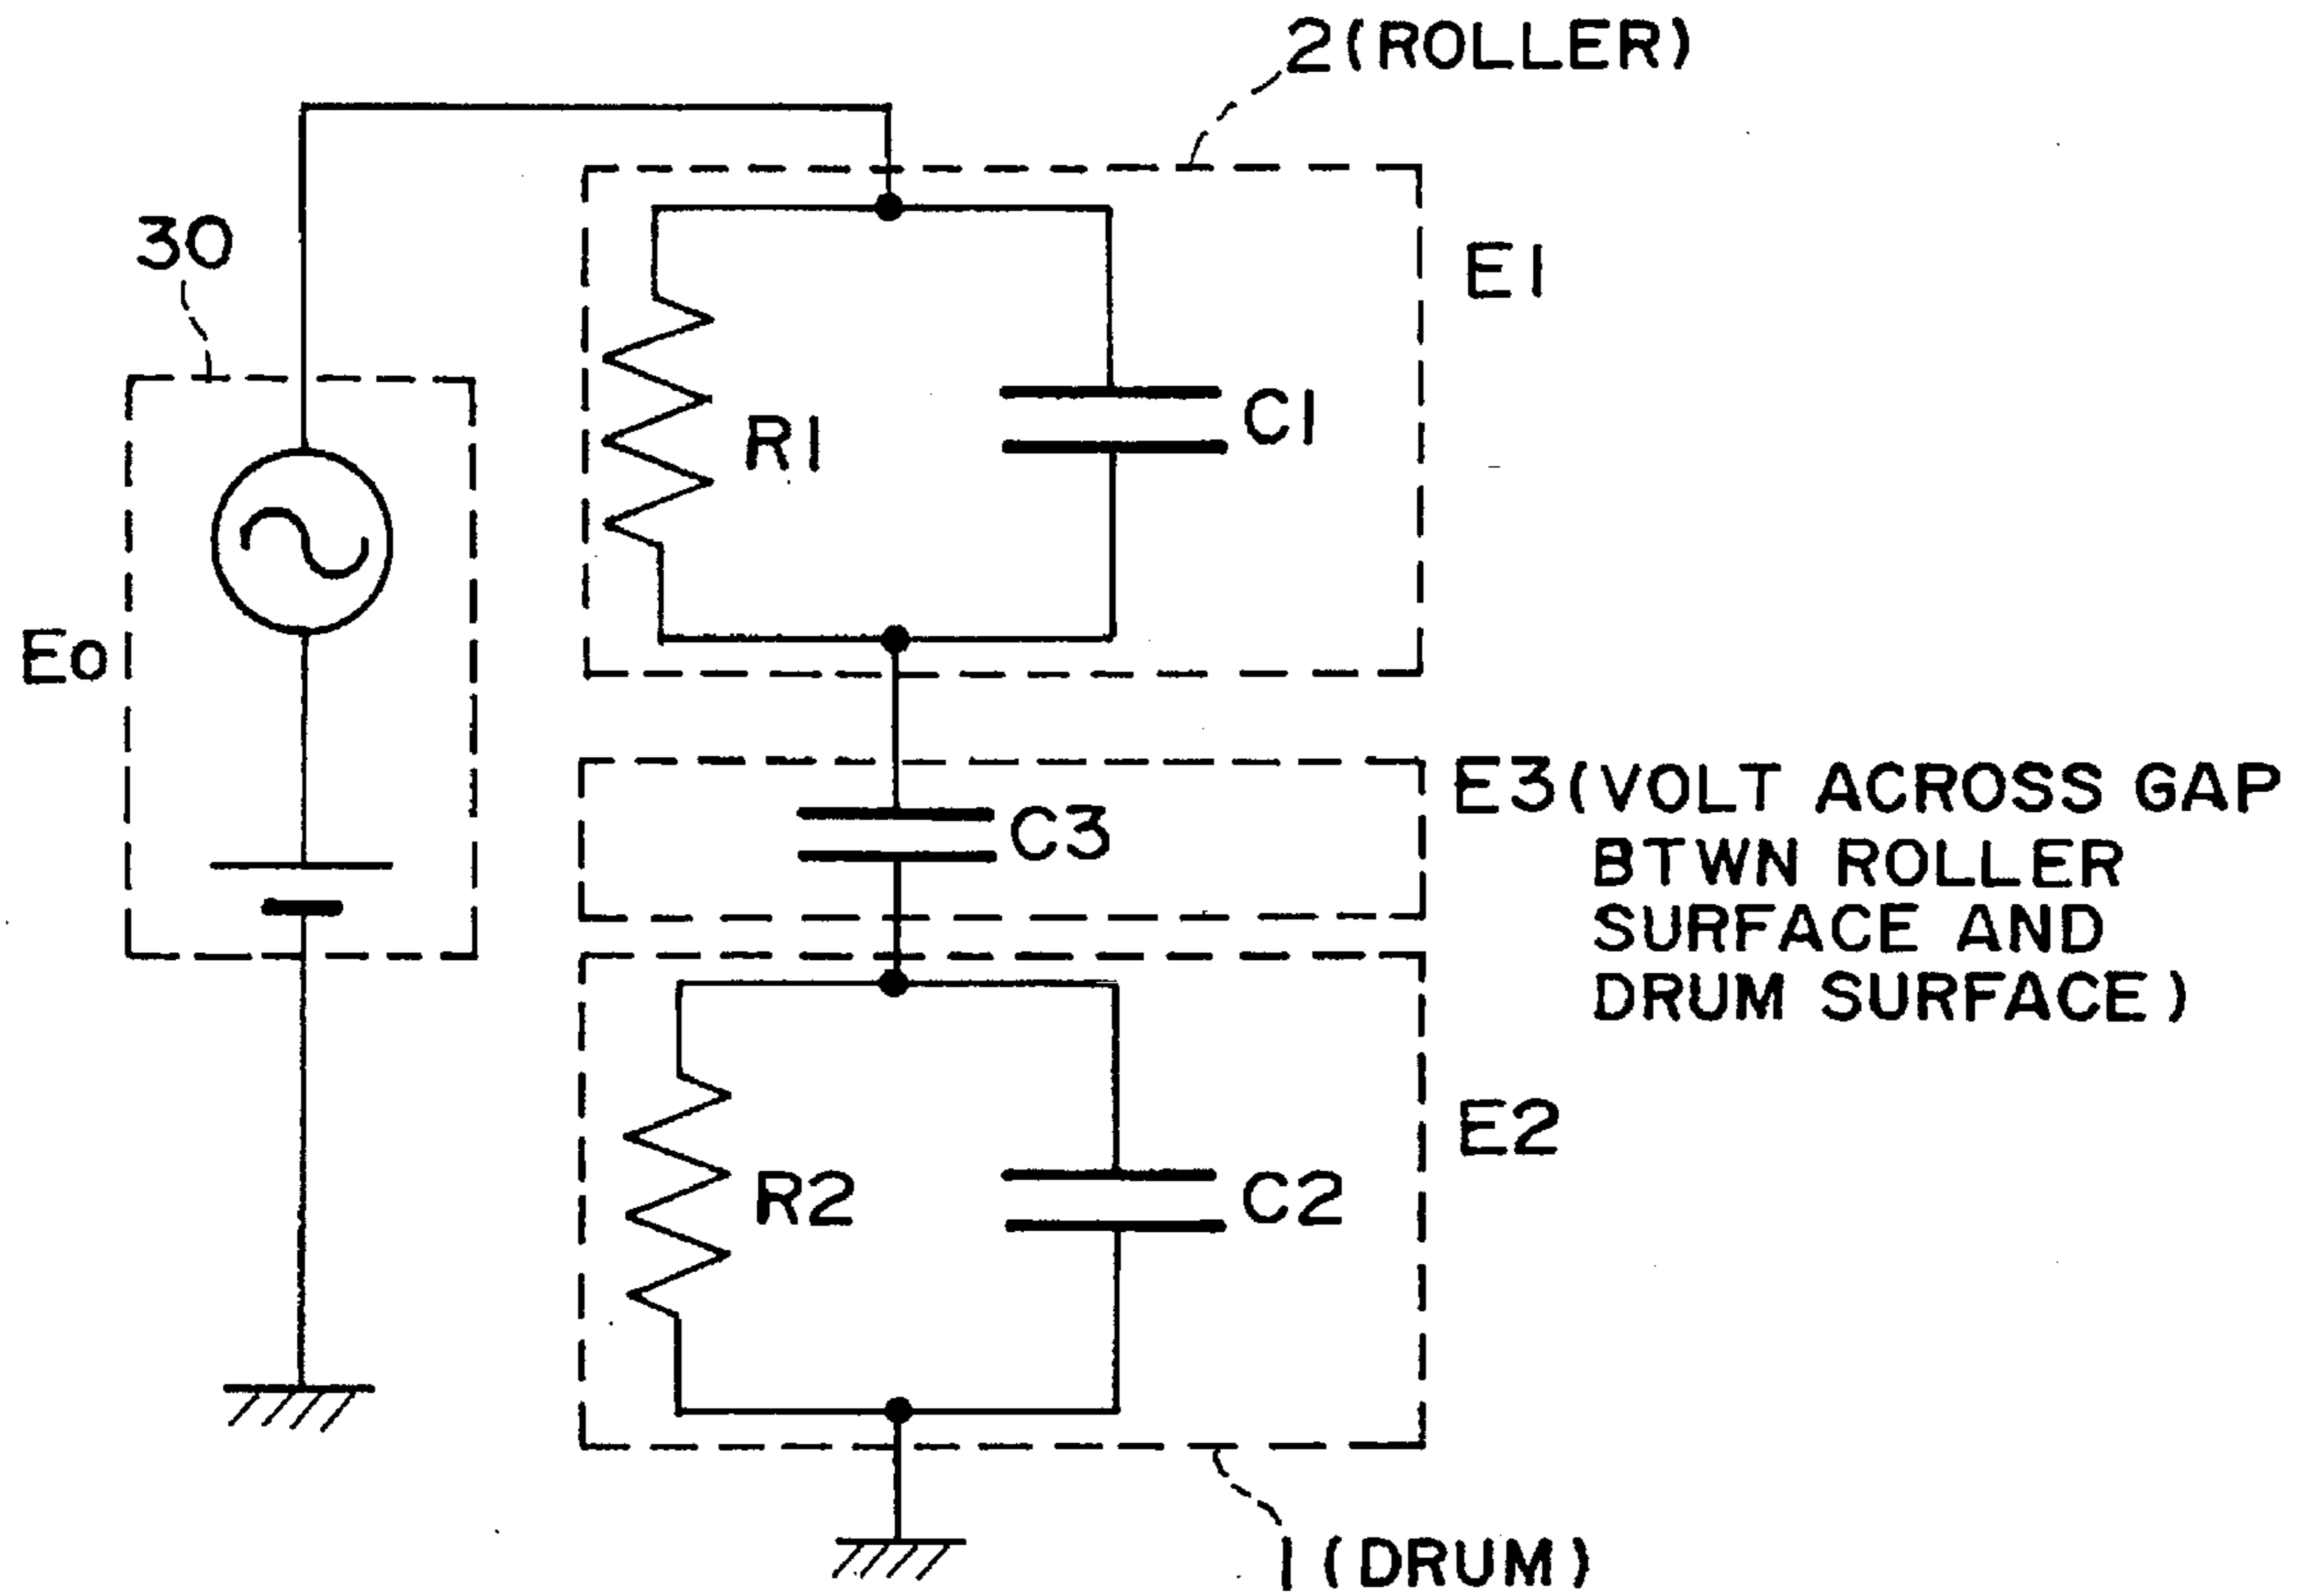 2(ROLLER)
30
E1
R1
C1
Eo
E3(VOLT ACROSS GAP
BTWN ROLLER
SURFACE AND
DRUM SURFACE)
C3
E2
R2
C2
1(DRUM)